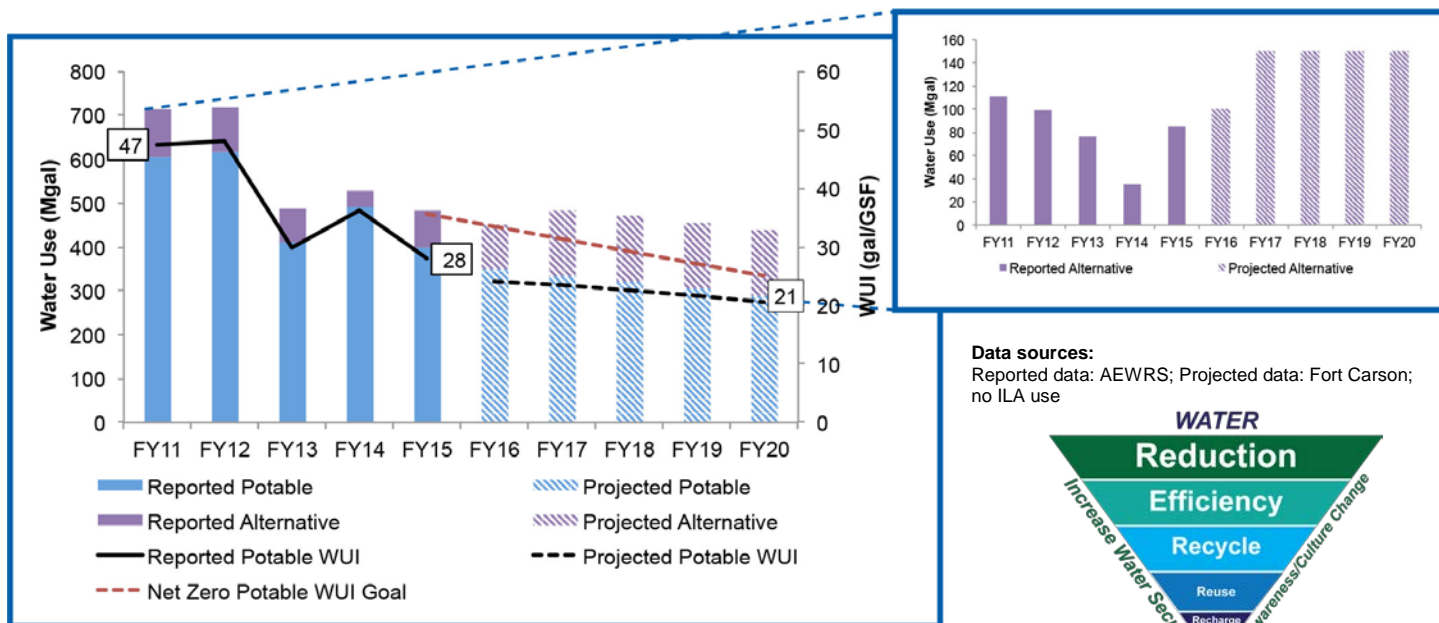 800
700
600
500
400
300
200
100
0
Water Use (Mgal)
60
50
40
30
20
10
0
WUI (gal/GSF)
47
28
21
FY11 FY12 FY13 FY14 FY15 FY16 FY17 FY18 FY19 FY20
Reported Potable
Projected Potable
Reported Alternative
Projected Alternative
Reported Potable WUI
Projected Potable WUI
Net Zero Potable WUI Goal
160
140
120
100
80
60
40
20
0
Water Use (Mgal)
FY11 FY12 FY13 FY14 FY15 FY16 FY17 FY18 FY19 FY20
Reported Alternative
Projected Alternative
Data sources:
Reported data: AEWRS; Projected data: Fort Carson;
no ILA use
WATER
Reduction
Efficiency
Recycle
Reuse
Recharge
Increase Water
Culture Change